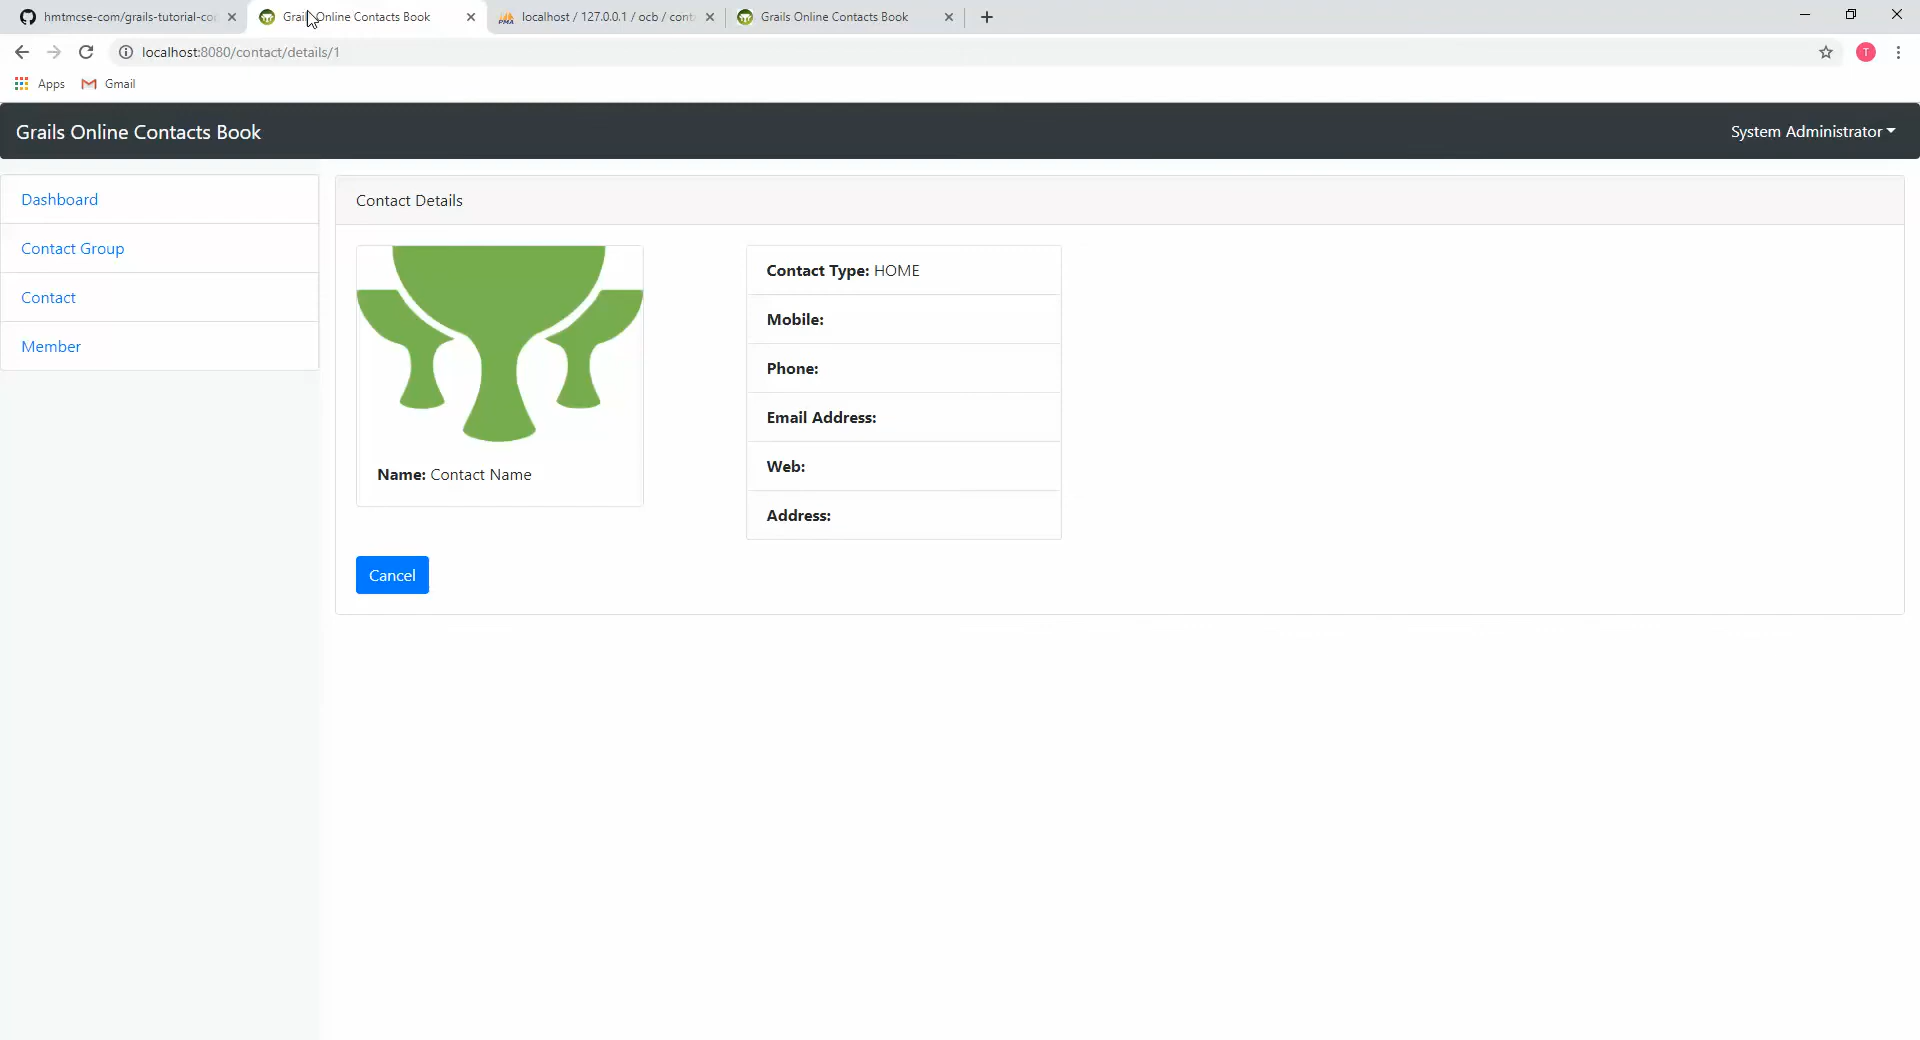 hmtmcse-com/grails-tutorial-co
Grails Online Contacts Book
localhost / 127.0.0.1 / ocb / cont
Grails Online Contacts Book
localhost:8080/contact/details/1
T
Apps
Gmail
Grails Online Contacts Book
System Administrator
Dashboard
Contact Group
Contact
Member
Contact Details
Name: Contact Name
Contact Type: HOME
Mobile:
Phone:
Email Address:
Web:
Address:
Cancel